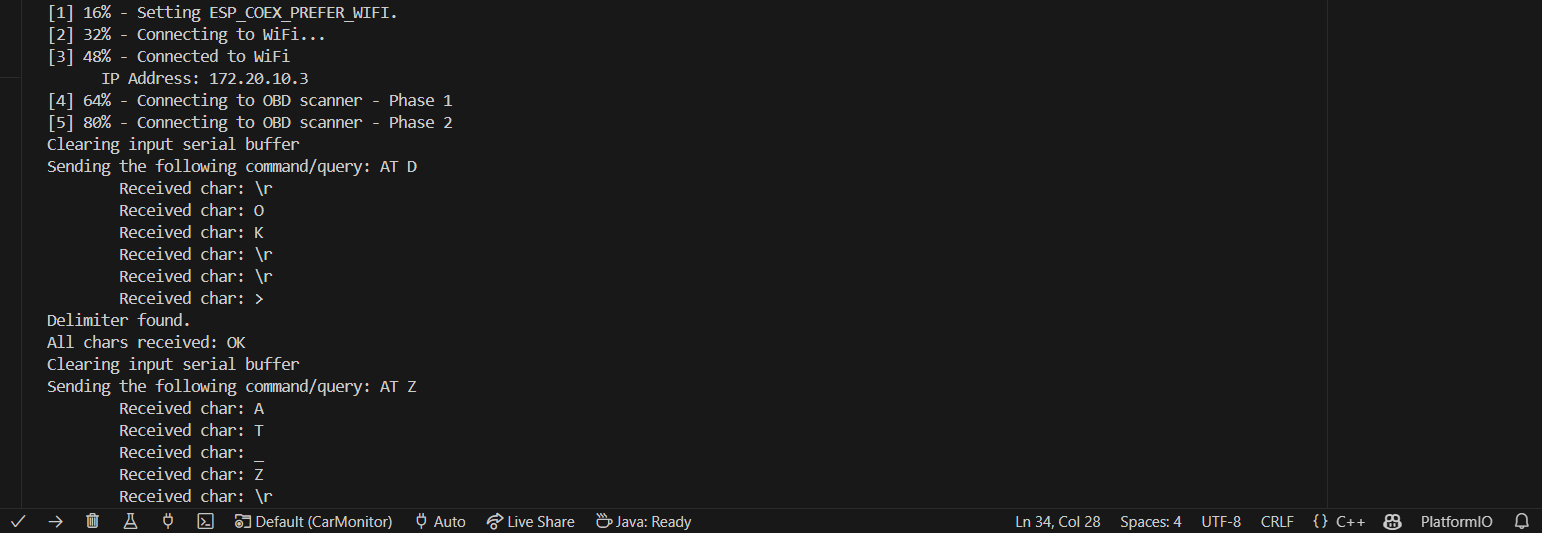 [1] 16% - Setting ESP_COEX_PREFER_WIFI.
[2] 32% - Connecting to WiFi...
[3] 48% - Connected to WiFi
IP Address: 172.20.10.3
[4] 64% - Connecting to OBD scanner - Phase 1
[5] 80% - Connecting to OBD scanner - Phase 2
Clearing input serial buffer
Sending the following command/query: AT D
Received char: \r
Received char: O
Received char: K
Received char: \r
Received char: \r
Received char: >
Delimiter found.
All chars received: OK
Clearing input serial buffer
Sending the following command/query: AT Z
Received char: A
Received char: T
Received char: _
Received char: Z
Received char: \r
Default (CarMonitor) Auto Live Share Java: Ready Ln 34, Col 28 Spaces: 4 UTF-8 CRLF {} C++ PlatformIO